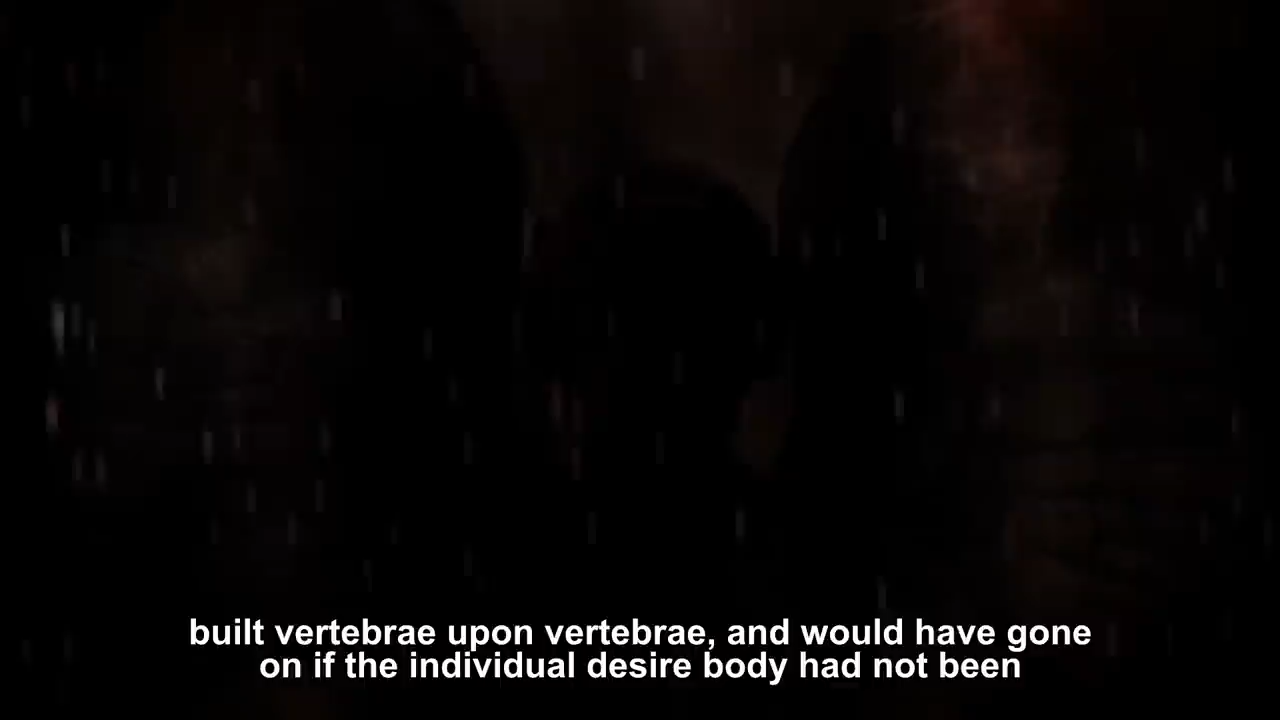 built vertebrae upon vertebrae, and would have gone
on if the individual desire body had not been